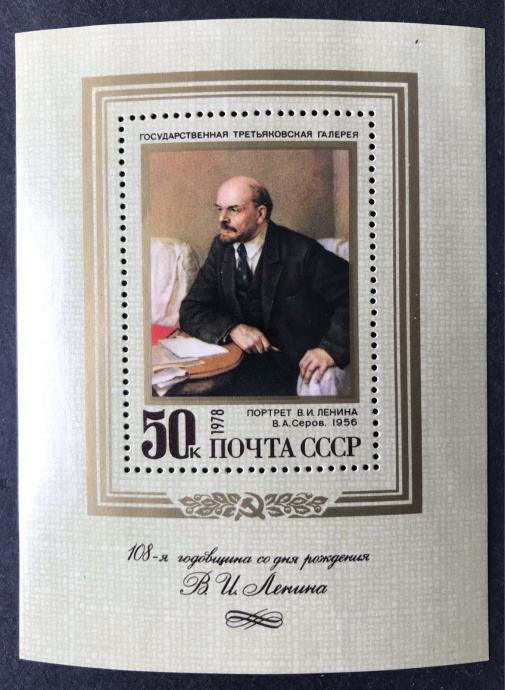 ГОСУДАРСТВЕННАЯ ТРЕТЬЯКОВСКАЯ ГАЛЕРЕЯ
ПОРТРЕТ В.И. ЛЕНИНА
В.А.Серов. 1956
50к 1978 ПОЧТА СССР
108-я годовщина со дня рождения
В. И. Ленина